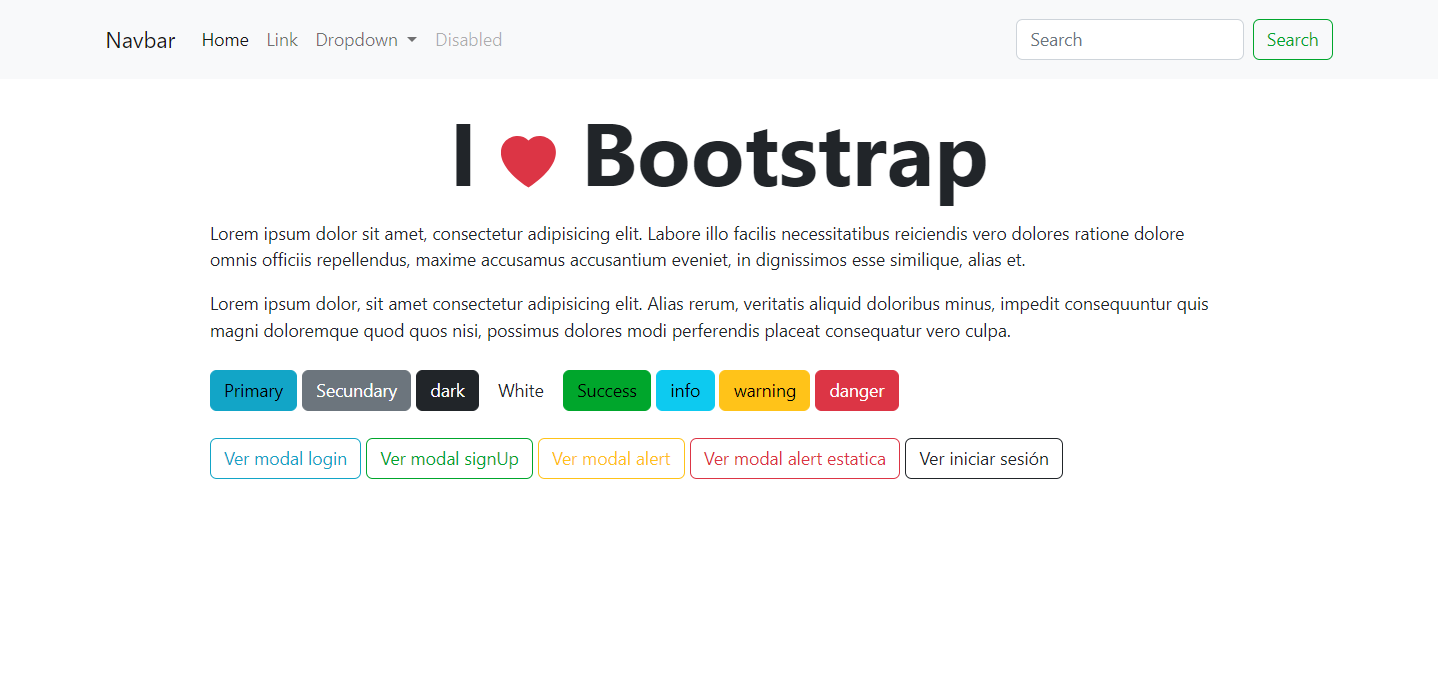 Navbar Home Link Dropdown Disabled Search Search
I ❤ Bootstrap
Lorem ipsum dolor sit amet, consectetur adipisicing elit. Labore illo facilis necessitatibus reiciendis vero dolores ratione dolore
omnis officiis repellendus, maxime accusamus accusantium eveniet, in dignissimos esse similique, alias et.
Lorem ipsum dolor, sit amet consectetur adipisicing elit. Alias rerum, veritatis aliquid doloribus minus, impedit consequuntur quis
magni doloremque quod quos nisi, possimus dolores modi perferendis placeat consequatur vero culpa.
Primary Secundary dark White Success info warning danger
Ver modal login Ver modal signUp Ver modal alert Ver modal alert estatica Ver iniciar sesión